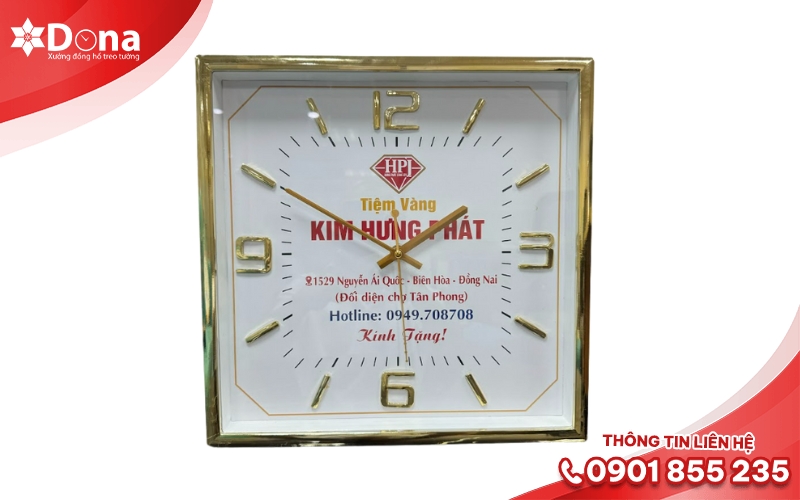 Dona
Xưởng đồng hồ treo tường
12
HPJ
Tiệm Vàng
KIM HƯNG PHÁT
9
3
1529 Nguyễn Ái Quốc - Biên Hòa - Đồng Nai
(Đối diện chợ Tân Phong)
Hotline: 0949.708708
Kính Tặng!
6
THÔNG TIN LIÊN HỆ
0901 855 235